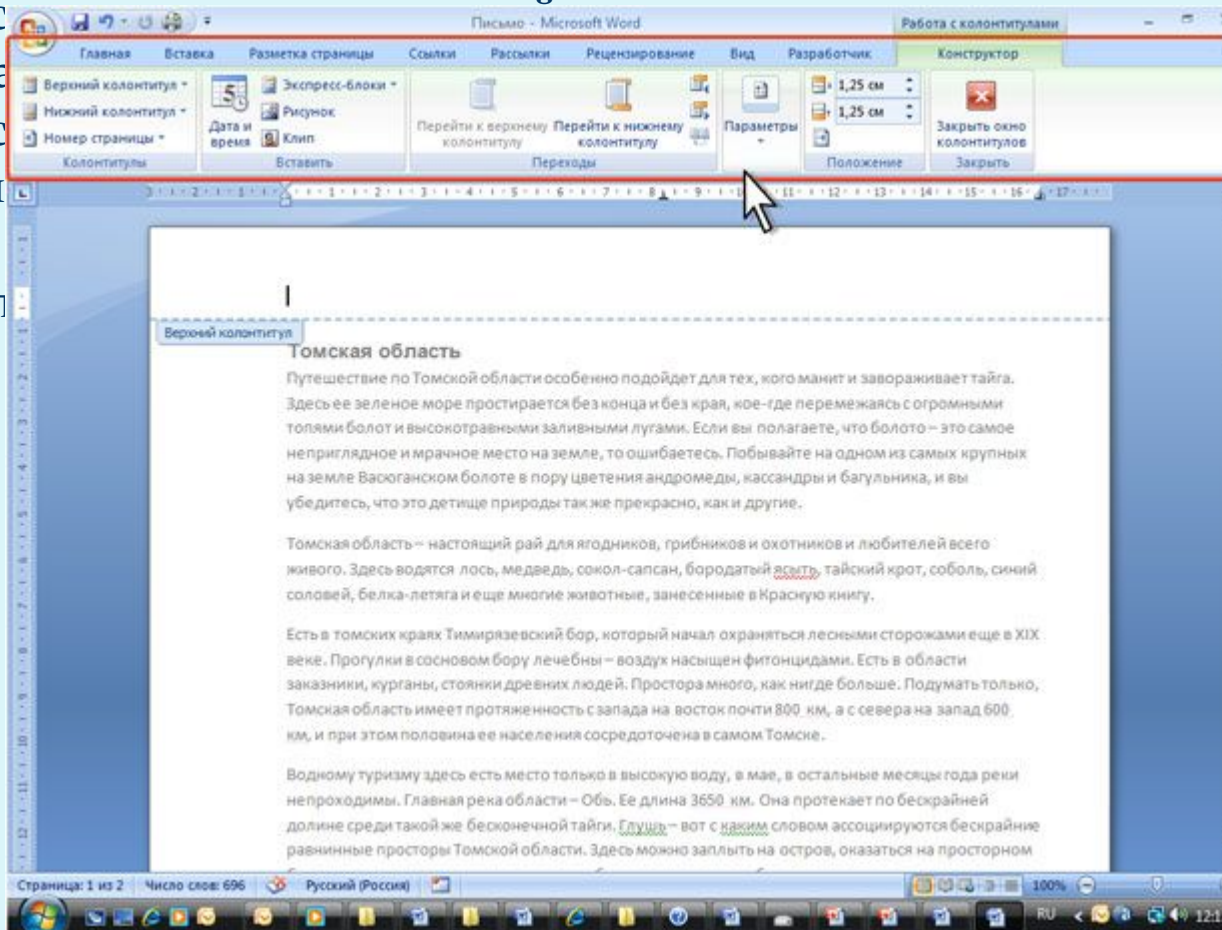 Письмо - Microsoft Word
Работа с колонтитулами
Главная Вставка Разметка страницы Ссылки Рассылки Рецензирование Вид Разработчик Конструктор
Верхний колонтитул
Нижний колонтитул
Номер страницы
Колонтитулы
5
Дата и время
Экспресс-блоки
Рисунок
Клип
Вставить
Перейти к верхнему колонтитулу
Перейти к нижнему колонтитулу
Переходы
Параметры
1,25 см
1,25 см
Положение
Закрыть окно колонтитулов
Закрыть
Верхний колонтитул
Томская область
Путешествие по Томской области особенно подойдет для тех, кого манит и завораживает тайга.
Здесь ее зеленое море простирается без конца и без края, кое-где перемежаясь с огромными
топями болот и высокотравными заливными лугами. Если вы полагаете, что болото – это самое
неприглядное и мрачное место на земле, то ошибаетесь. Побывайте на одном из самых крупных
на земле Васюганском болоте в пору цветения андромеды, кассандры и багульника, и вы
убедитесь, что это детище природы так же прекрасно, как и другие.
Томская область – настоящий рай для ягодников, грибников и охотников и любителей всего
живого. Здесь водятся лось, медведь, сокол-сапсан, бородатый ясыть, тайский крот, соболь, синий
соловей, белка-летяга и еще многие животные, занесенные в Красную книгу.
Есть в томских краях Тимирязевский бор, который начал охраняться лесными сторожами еще в XIX
веке. Прогулки в сосновом бору лечебны – воздух насыщен фитонцидами. Есть в области
заказники, курганы, стоянки древних людей. Простора много, как нигде больше. Подумать только,
Томская область имеет протяженность с запада на восток почти 800 км, а с севера на запад 600
км, и при этом половина ее населения сосредоточена в самом Томске.
Водному туризму здесь есть место только в высокую воду, в мае, в остальные месяцы года реки
непроходимы. Главная река области – Обь. Ее длина 3650 км. Она протекает по бескрайней
долине среди такой же бесконечной тайги. Глушь – вот с каким словом ассоциируются бескрайние
равнинные просторы Томской области. Здесь можно заплыть на остров, оказаться на просторном
Страница: 1 из 2 Число слов: 696 Русский (Россия) 100%
RU